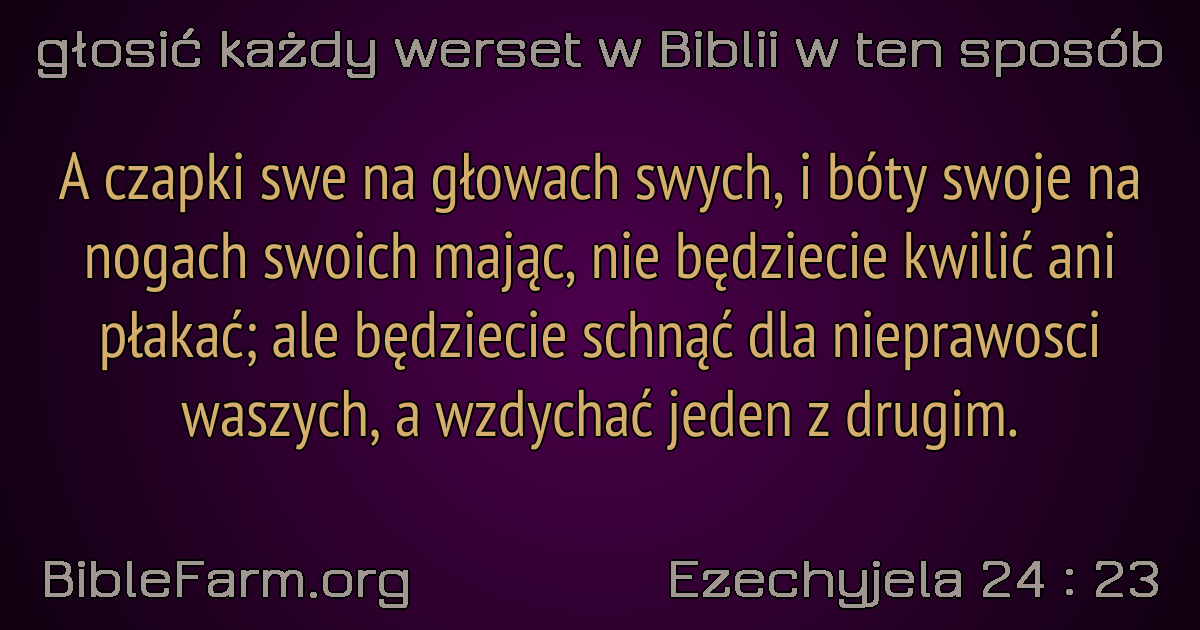 głosić każdy werset w Biblii w ten sposób
A czapki swe na głowach swych, i bóty swoje na
nogach swoich mając, nie będziecie kwilić ani
płakać; ale będziecie schnąć dla nieprawosci
waszych, a wzdychać jeden z drugim.
BibleFarm.org
Ezechyjela 24 : 23